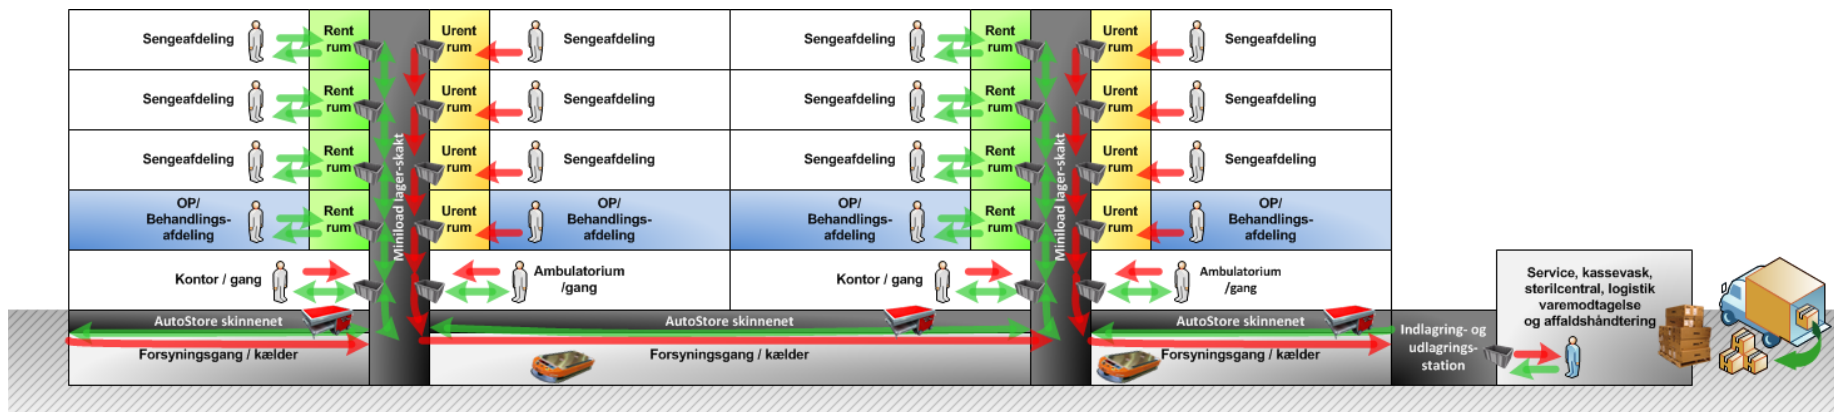 Sengeafdeling
Rent
rum
Urent
rum
Sengeafdeling
Sengeafdeling
Rent
rum
Urent
rum
Sengeafdeling
Sengeafdeling
Rent
rum
Urent
rum
Sengeafdeling
Sengeafdeling
Rent
rum
Urent
rum
Sengeafdeling
Sengeafdeling
Rent
rum
Urent
rum
Sengeafdeling
Sengeafdeling
Rent
rum
Urent
rum
Sengeafdeling
Miniload lager-skakt
Miniload lager-skakt
OP/
Behandlings-
afdeling
Rent
rum
Urent
rum
OP/
Behandlings-
afdeling
OP/
Behandlings-
afdeling
Rent
rum
Urent
rum
OP/
Behandlings-
afdeling
Kontor / gang
Ambulatorium
/gang
Kontor / gang
Ambulatorium
/gang
Service, kassevask,
sterilcentral, logistik
varemodtagelse
og affaldshåndtering
AutoStore skinnenet
AutoStore skinnenet
AutoStore skinnenet
Forsyningsgang / kælder
Forsyningsgang / kælder
Forsyningsgang / kælder
Indlagring- og
udlagrings-
station